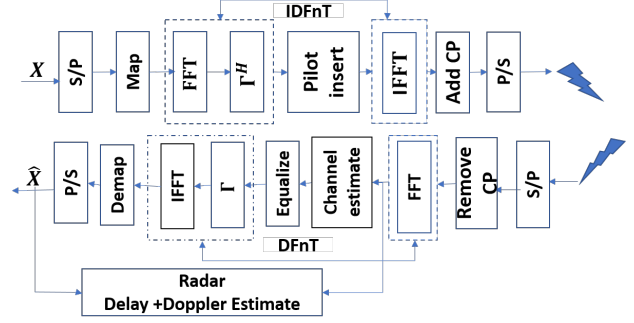 IDFnT
X
S/P
Map
FFT
Γ^H
Pilot
insert
IFFT
Add CP
P/S
X̂
P/S
Demap
IFFT
Γ
Equalize
Channel
estimate
FFT
Remove
CP
S/P
DFnT
Radar
Delay +Doppler Estimate